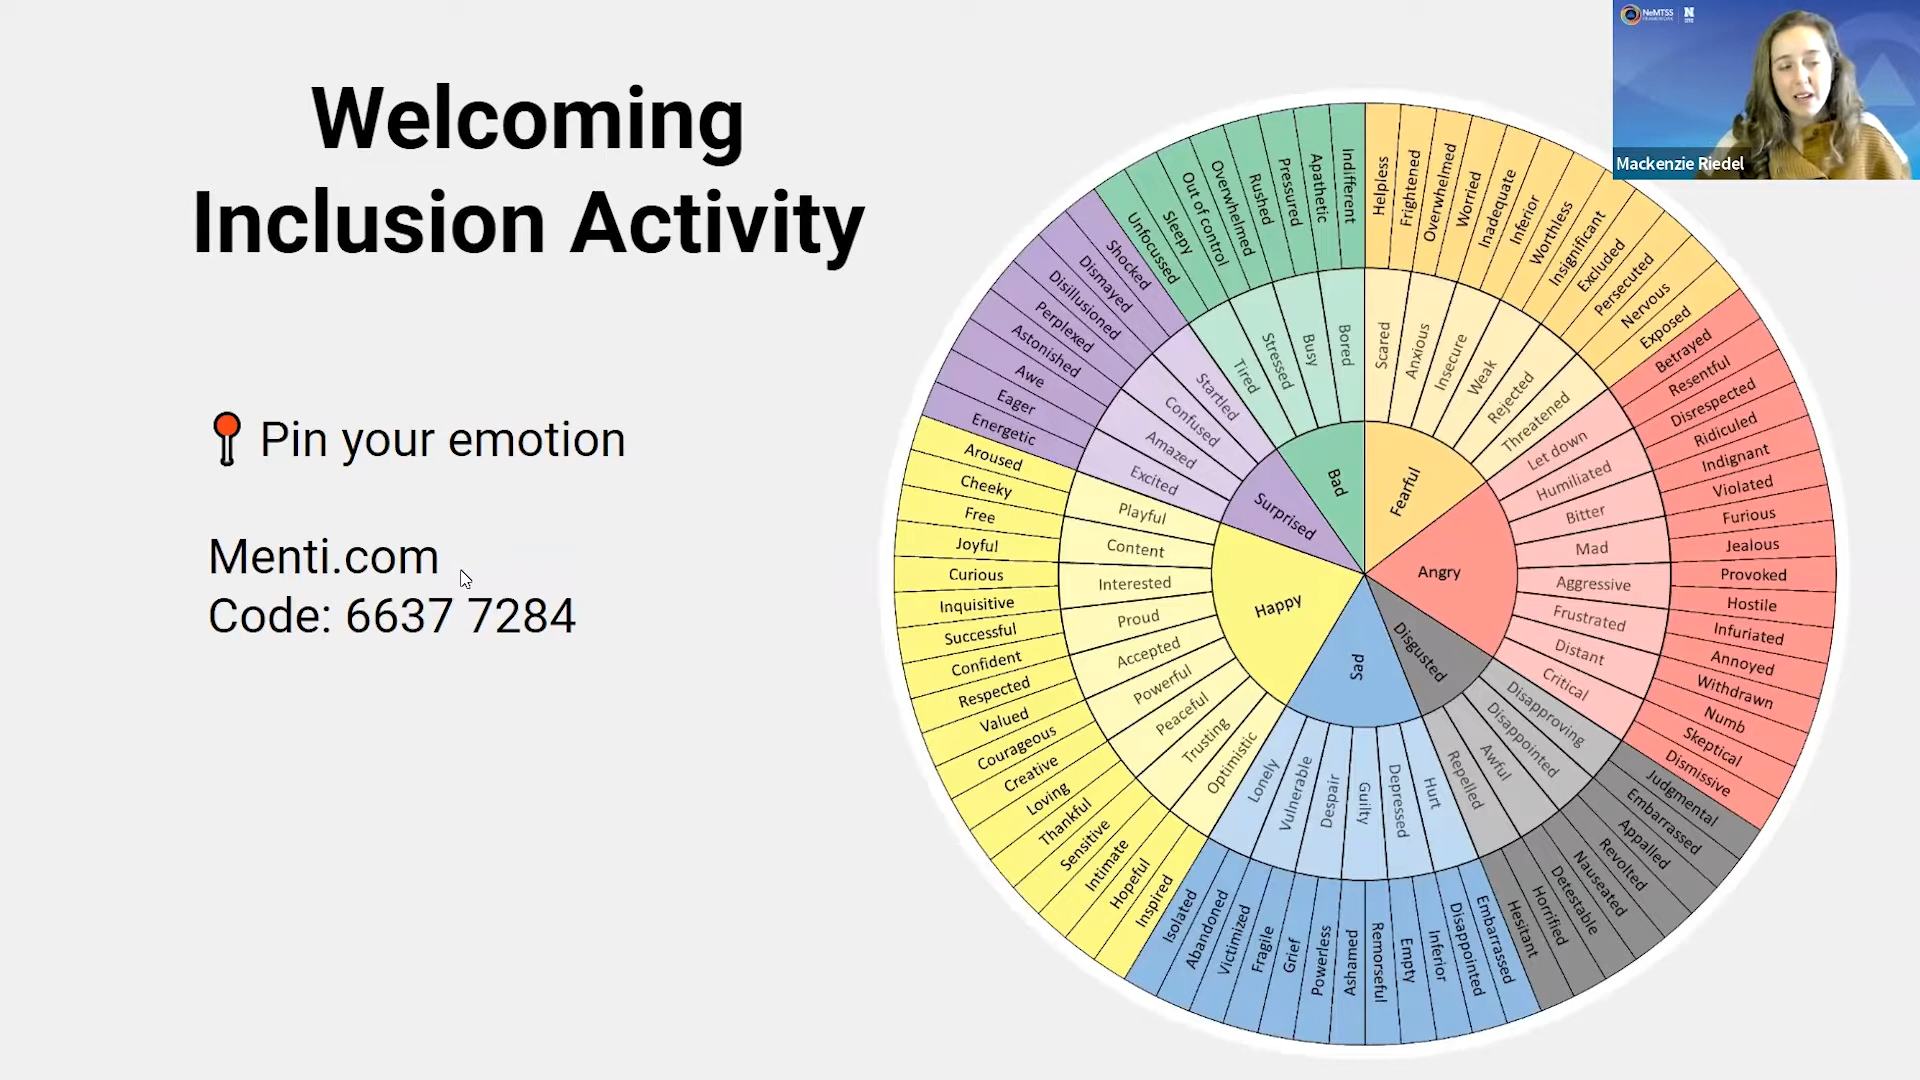 Welcoming
Inclusion Activity
Pin your emotion
Menti.com
Code: 6637 7284
NeMTSS
FRAMEWORK
N
Mackenzie Riedel
Bad
Fearful
Angry
Disgusted
Sad
Happy
Surprised
Tired
Stressed
Busy
Bored
Scared
Anxious
Insecure
Weak
Rejected
Threatened
Let down
Humiliated
Bitter
Mad
Aggressive
Frustrated
Distant
Critical
Disapproving
Disappointed
Awful
Repelled
Hurt
Depressed
Guilty
Despair
Vulnerable
Lonely
Optimistic
Trusting
Peaceful
Powerful
Accepted
Proud
Interested
Content
Playful
Excited
Amazed
Confused
Startled
Unfocussed
Sleepy
Out of control
Overwhelmed
Rushed
Pressured
Apathetic
Indifferent
Helpless
Frightened
Overwhelmed
Worried
Inadequate
Inferior
Worthless
Insignificant
Excluded
Persecuted
Nervous
Exposed
Betrayed
Resentful
Disrespected
Ridiculed
Indignant
Violated
Furious
Jealous
Provoked
Hostile
Infuriated
Annoyed
Withdrawn
Numb
Skeptical
Dismissive
Judgmental
Embarrassed
Appalled
Revolted
Nauseated
Detestable
Horrified
Hesitant
Embarrassed
Disappointed
Inferior
Empty
Remorseful
Ashamed
Powerless
Grief
Fragile
Victimized
Abandoned
Isolated
Inspired
Hopeful
Intimate
Sensitive
Thankful
Loving
Creative
Courageous
Valued
Respected
Confident
Successful
Inquisitive
Curious
Joyful
Free
Cheeky
Aroused
Energetic
Eager
Awe
Astonished
Perplexed
Disillusioned
Dismayed
Shocked